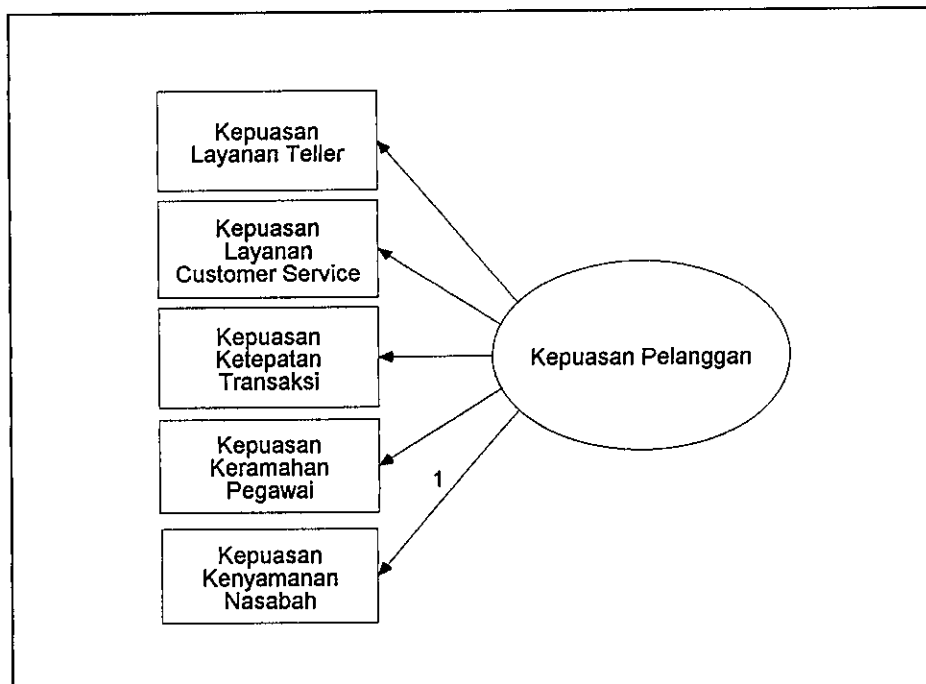 Kepuasan
Layanan Teller
Kepuasan
Layanan
Customer Service
Kepuasan
Ketepatan
Transaksi
Kepuasan
Keramahan
Pegawai
Kepuasan
Kenyamanan
Nasabah
1
Kepuasan Pelanggan